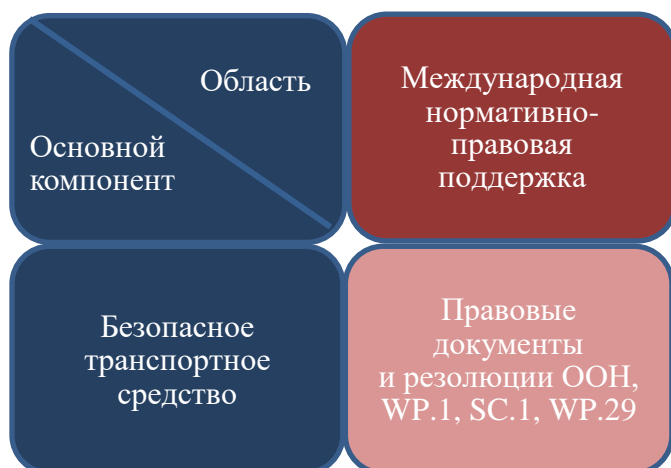 Область
Основной
компонент
Международная
нормативно-
правовая
поддержка
Безопасное
транспортное
средство
Правовые
документы
и резолюции ООН,
WP.1, SC.1, WP.29